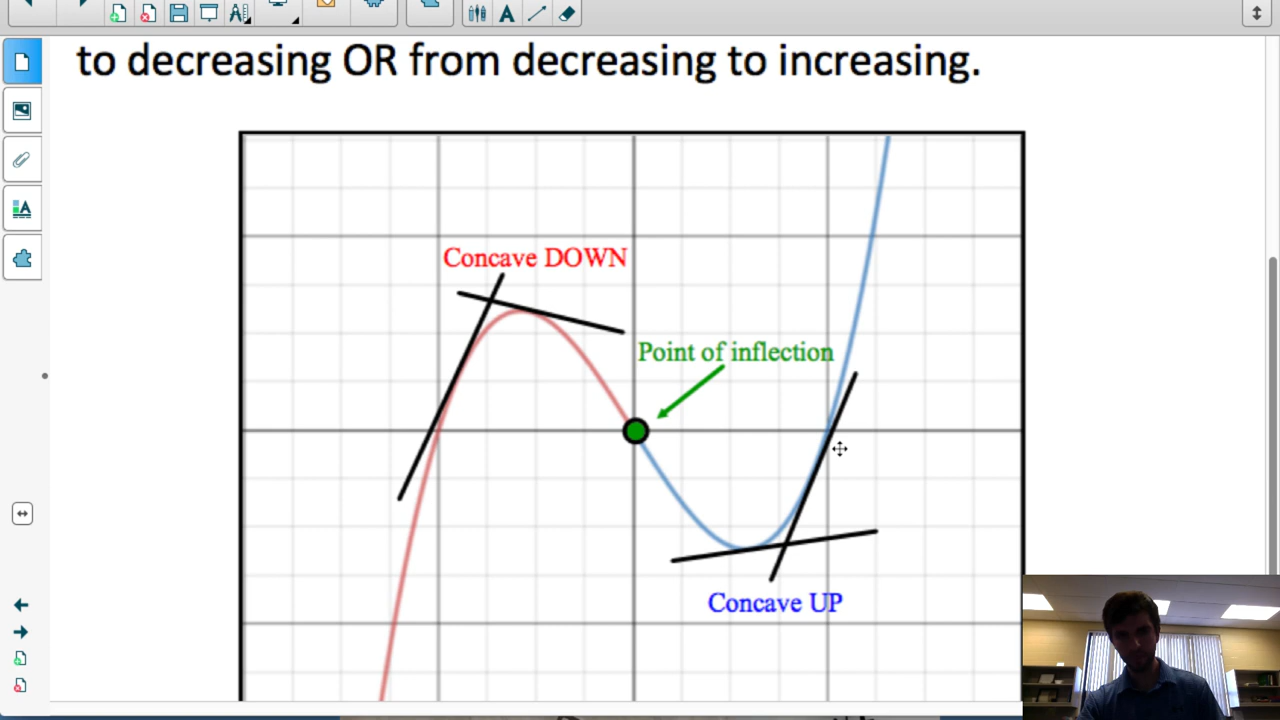 to decreasing OR from decreasing to increasing.
Concave DOWN
Point of inflection
Concave UP